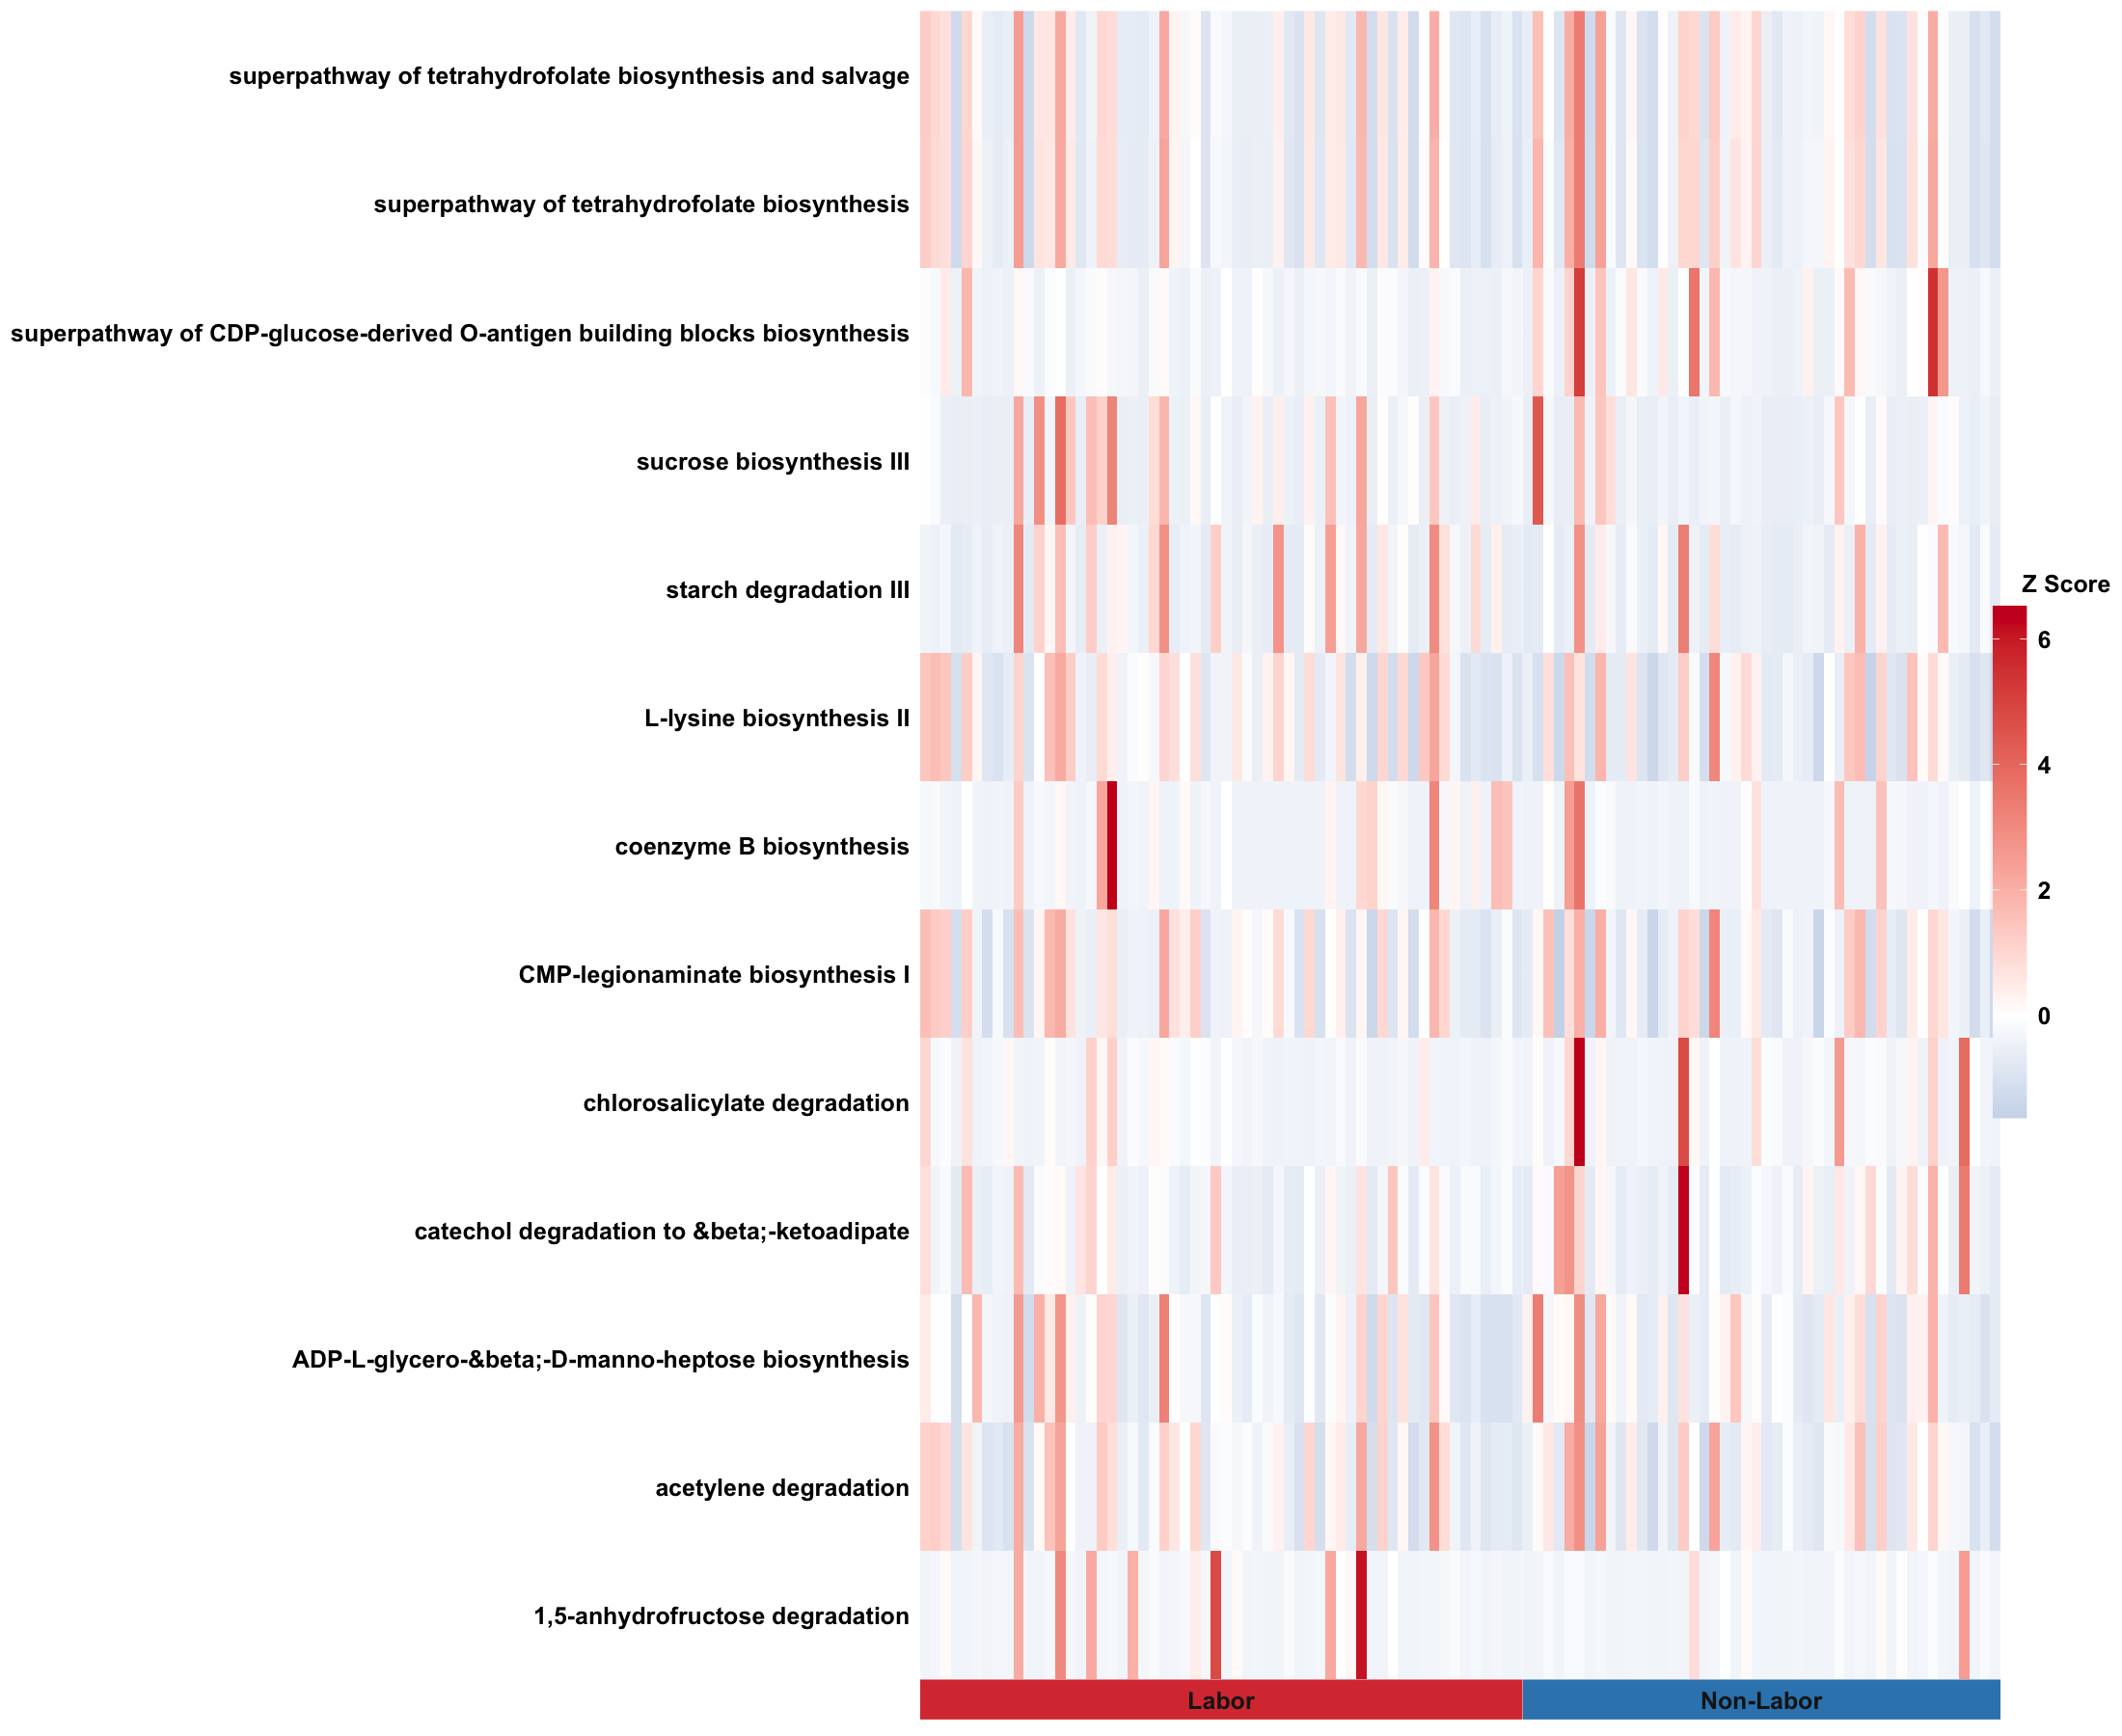 superpathway of tetrahydrofolate biosynthesis and salvage
superpathway of tetrahydrofolate biosynthesis
superpathway of CDP-glucose-derived O-antigen building blocks biosynthesis
sucrose biosynthesis III
starch degradation III
Z Score
6
L-lysine biosynthesis II
4
coenzyme B biosynthesis
2
CMP-legionaminate biosynthesis I
0
chlorosalicylate degradation
catechol degradation to &beta;-ketoadipate
ADP-L-glycero-&beta;-D-manno-heptose biosynthesis
acetylene degradation
1,5-anhydrofructose degradation
Labor
Non-Labor